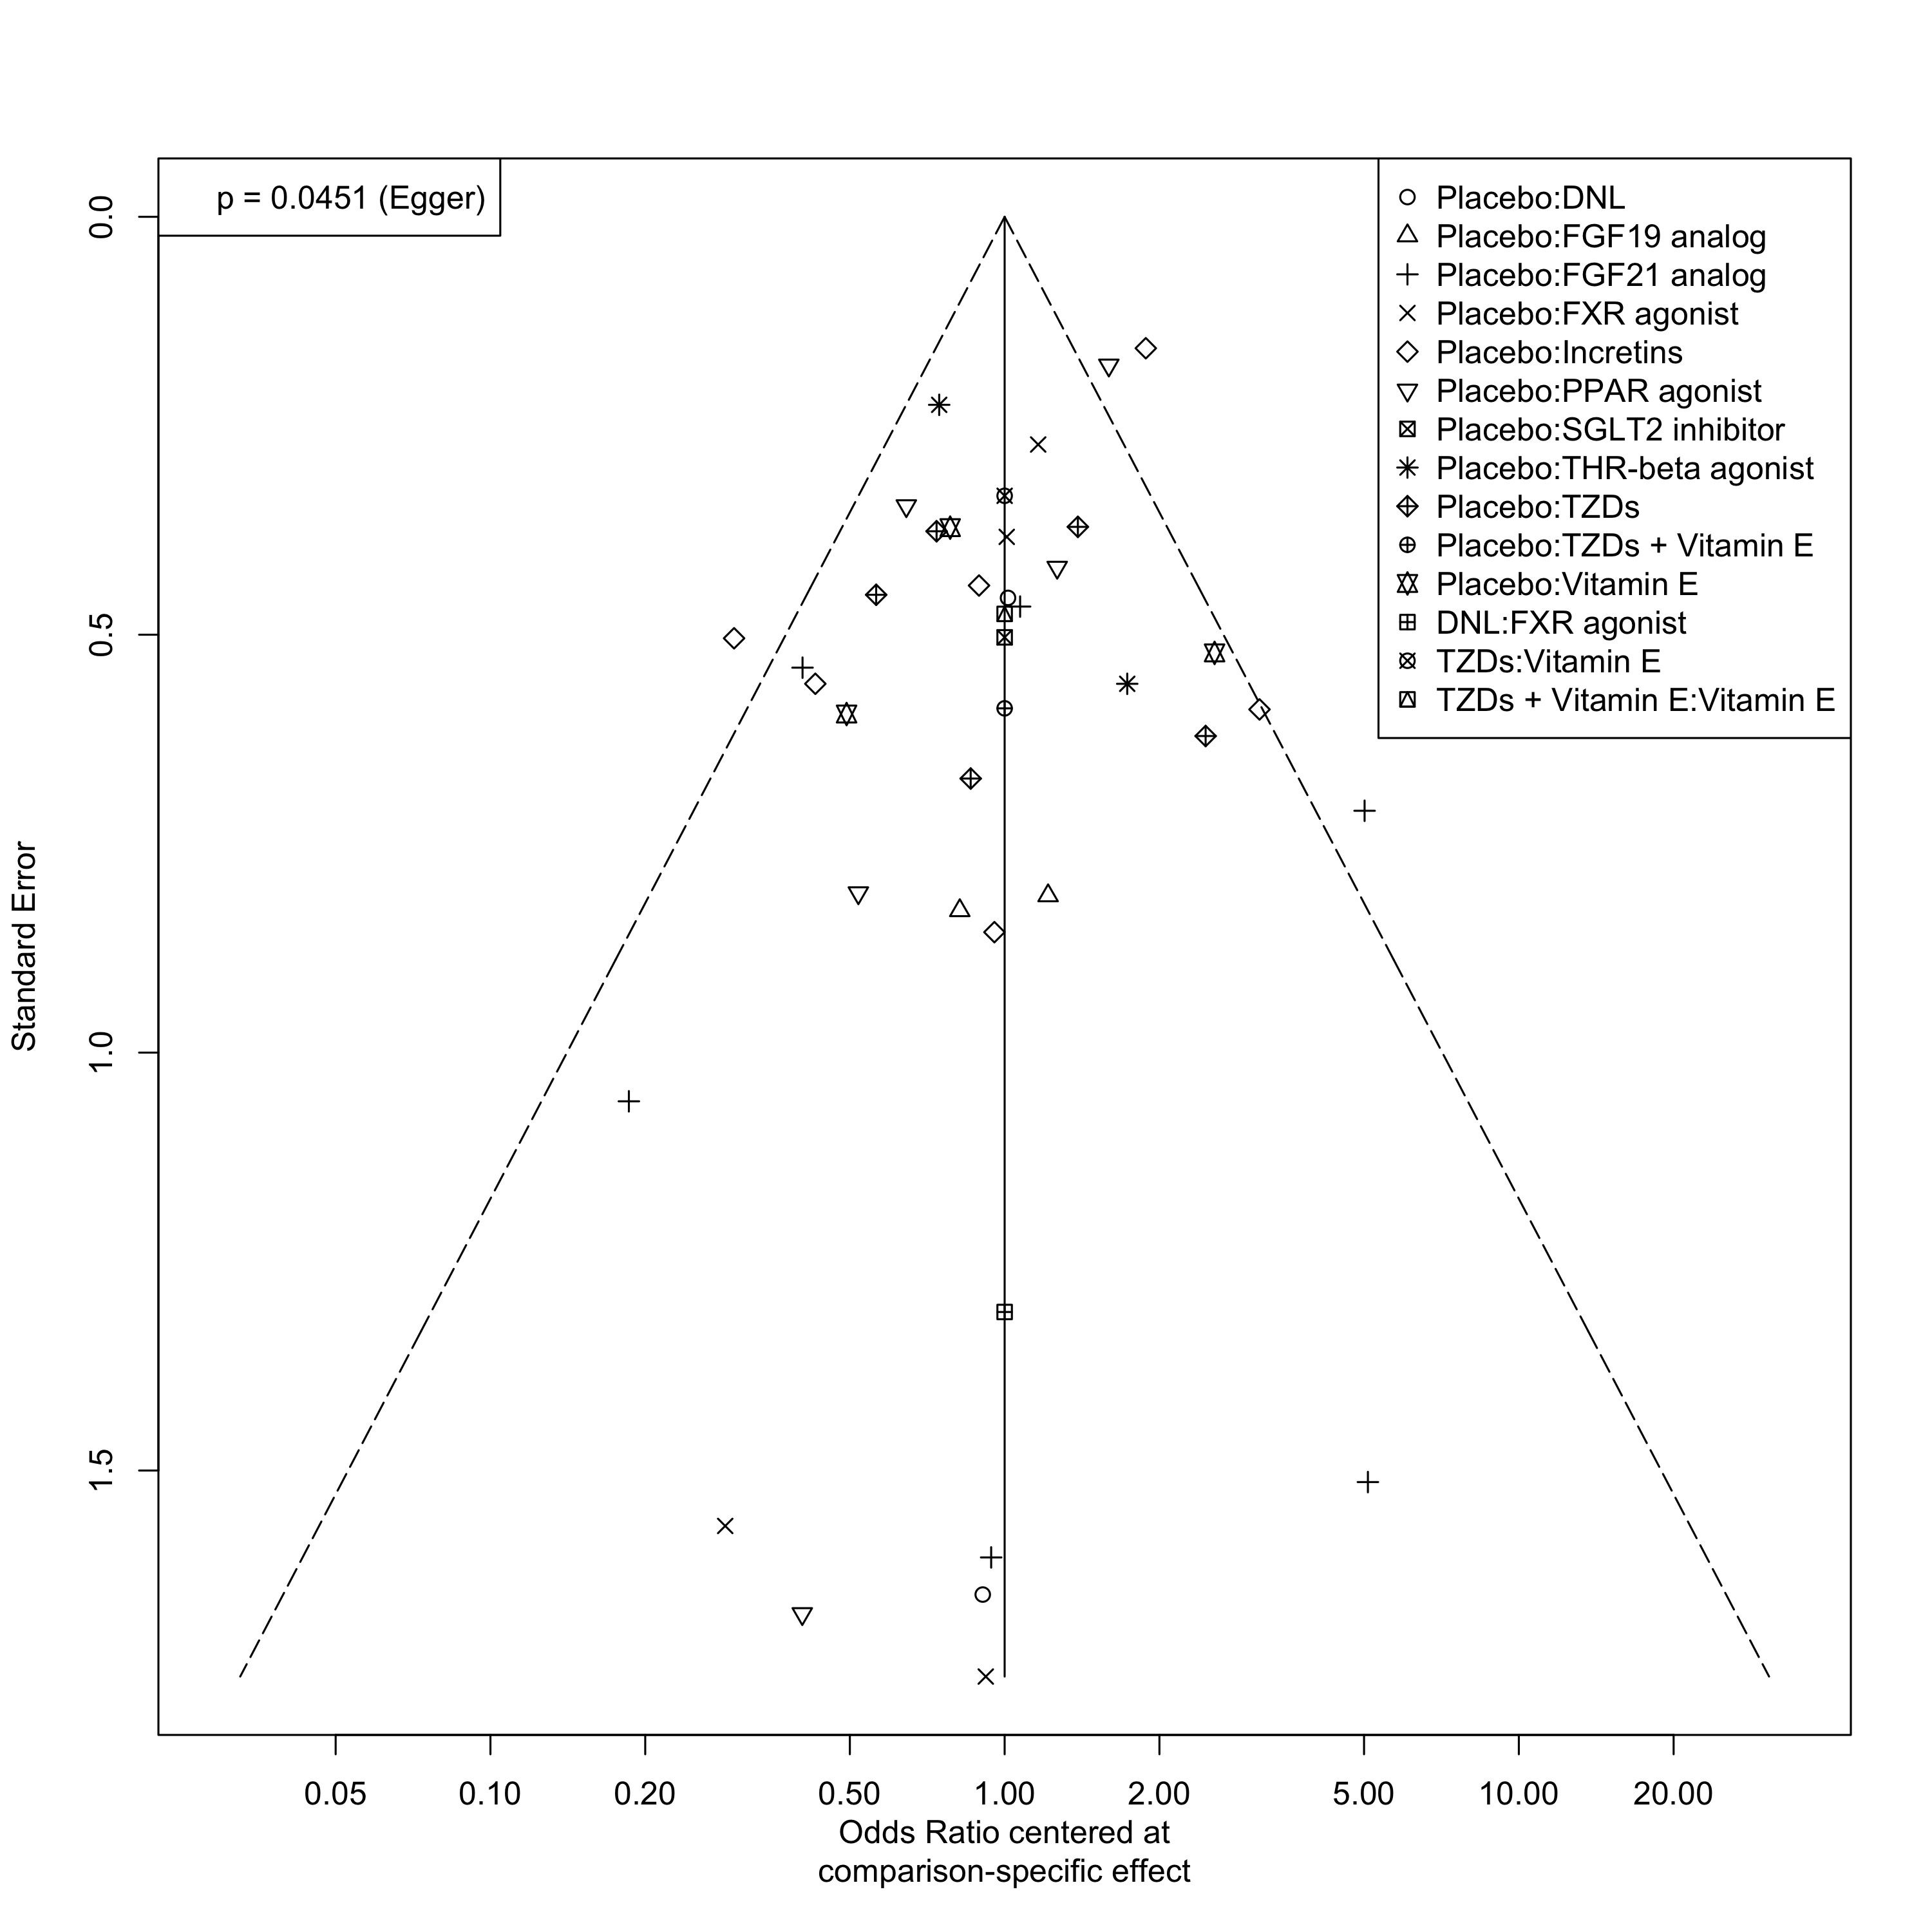 p = 0.0451 (Egger)
Placebo:DNL
Placebo:FGF19 analog
Placebo:FGF21 analog
Placebo:FXR agonist
Placebo:Incretins
Placebo:PPAR agonist
Placebo:SGLT2 inhibitor
Placebo:THR-beta agonist
Placebo:TZDs
Placebo:TZDs + Vitamin E
Placebo:Vitamin E
DNL:FXR agonist
TZDs:Vitamin E
TZDs + Vitamin E:Vitamin E
Standard Error
0.0
0.5
1.0
1.5
0.05 0.10 0.20 0.50 1.00 2.00 5.00 10.00 20.00
Odds Ratio centered at
comparison-specific effect